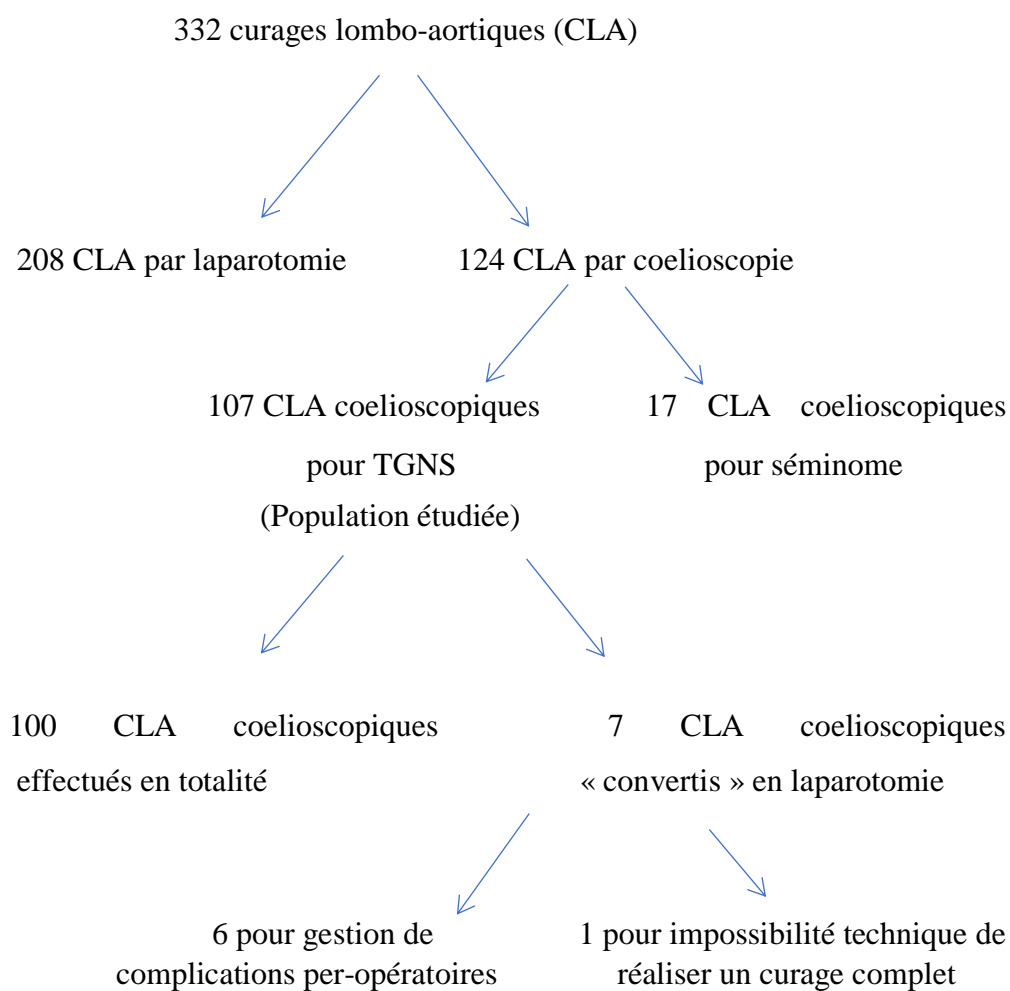 332 curages lombo-aortiques (CLA)
208 CLA par laparotomie
124 CLA par coelioscopie
107 CLA coelioscopiques
pour TGNS
(Population étudiée)
17 CLA coelioscopiques
pour séminome
100 CLA coelioscopiques
effectués en totalité
7 CLA coelioscopiques
« convertis » en laparotomie
6 pour gestion de
complications per-opératoires
1 pour impossibilité technique de
réaliser un curage complet